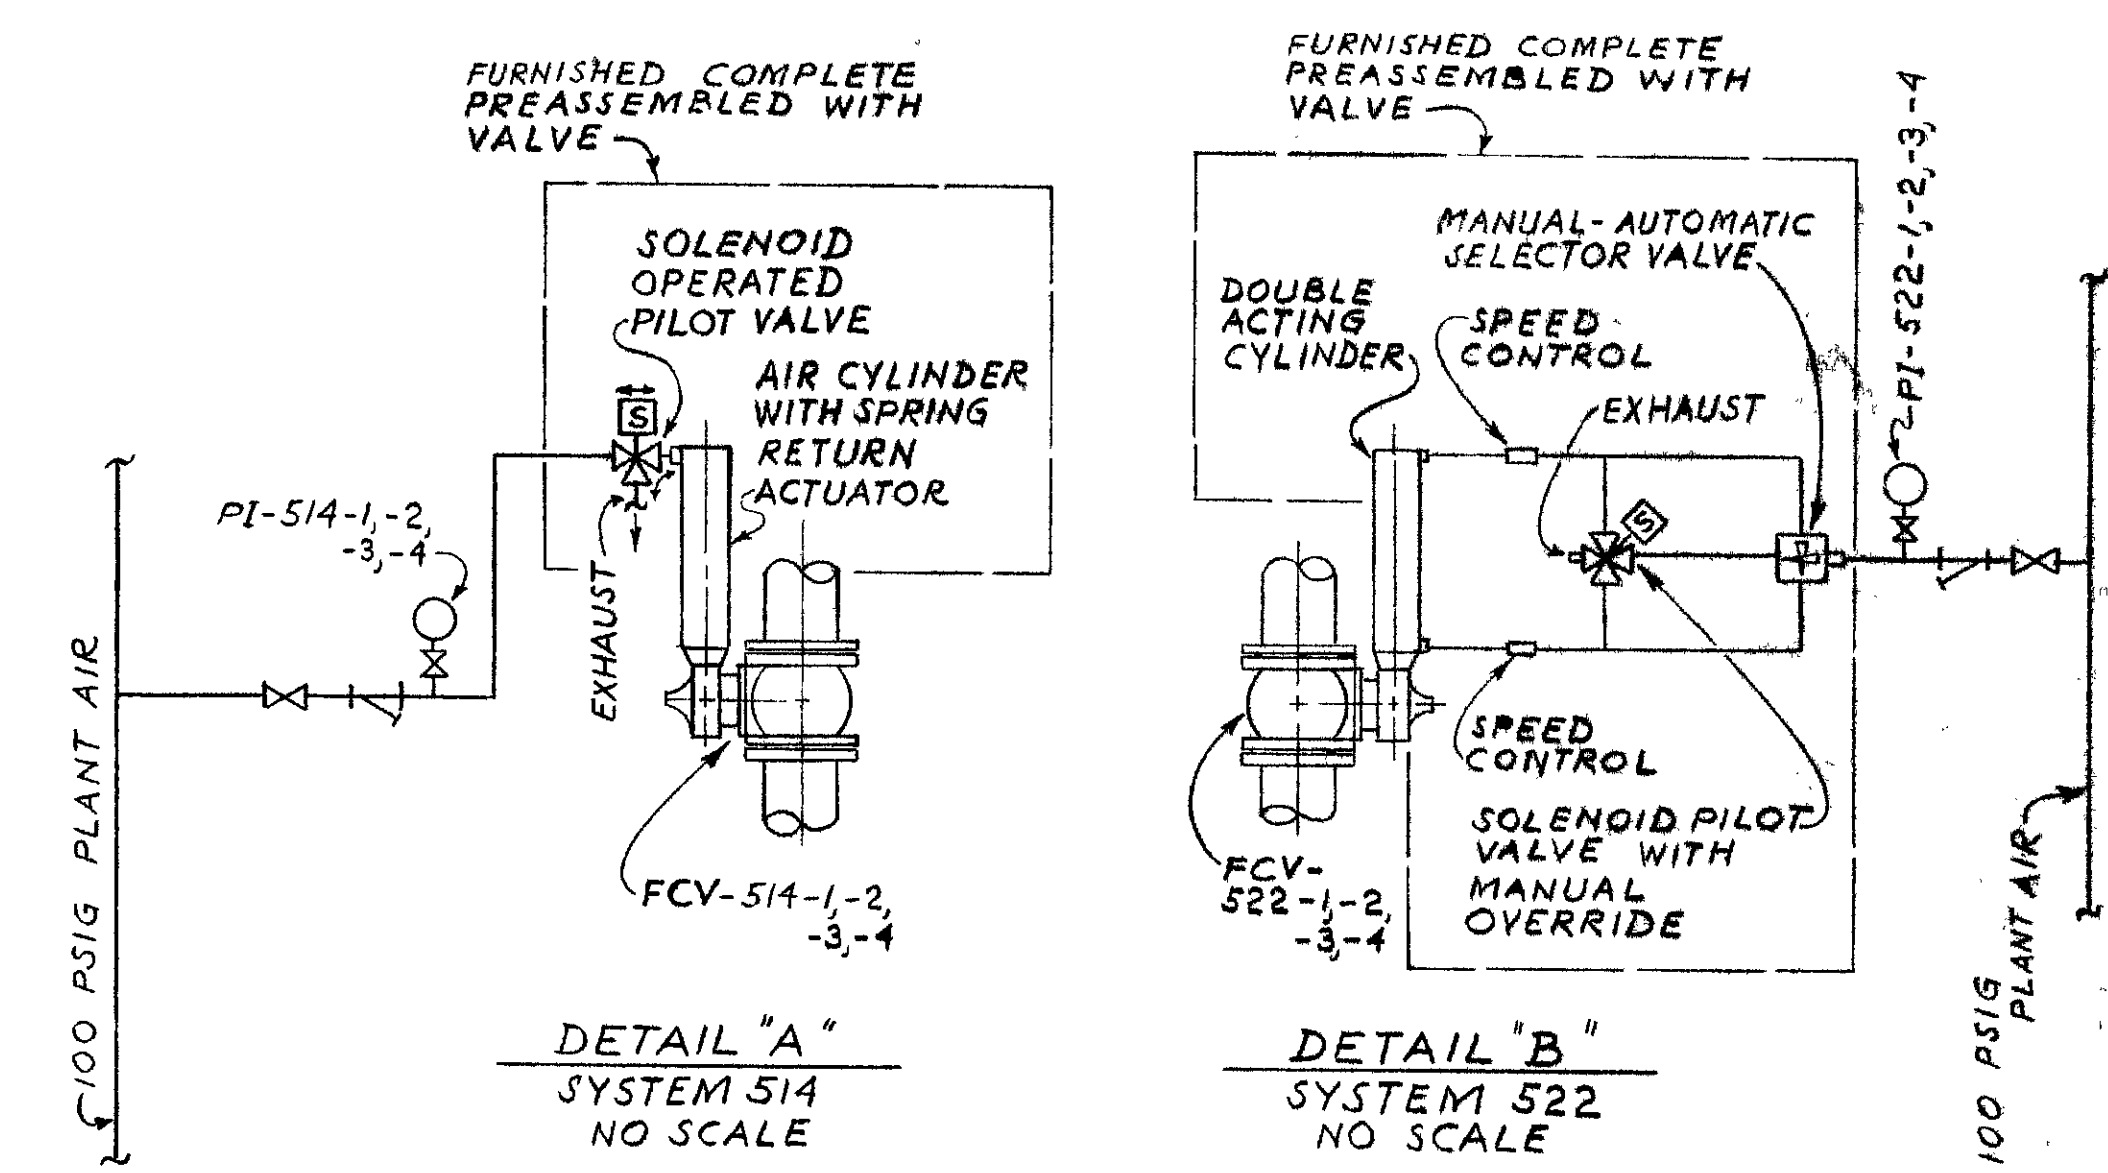 FURNISHED COMPLETE
PREASSEMBLED WITH
VALVE
SOLENOID
OPERATED
PILOT VALVE
AIR CYLINDER
WITH SPRING
RETURN
ACTUATOR
S
PI-514-1,-2,
-3,-4
EXHAUST
100 PSIG PLANT AIR
FCV-514-1,-2,
-3,-4
DETAIL "A"
SYSTEM 514
NO SCALE
FURNISHED COMPLETE
PREASSEMBLED WITH
VALVE
MANUAL-AUTOMATIC
SELECTOR VALVE
DOUBLE
ACTING
CYLINDER
SPEED
CONTROL
EXHAUST
S
PI-522-1,-2,-3,-4
SPEED
CONTROL
SOLENOID PILOT
VALVE WITH
MANUAL
OVERRIDE
FCV-
522-1,-2,
-3,-4
100 PSIG
PLANT AIR
DETAIL "B"
SYSTEM 522
NO SCALE